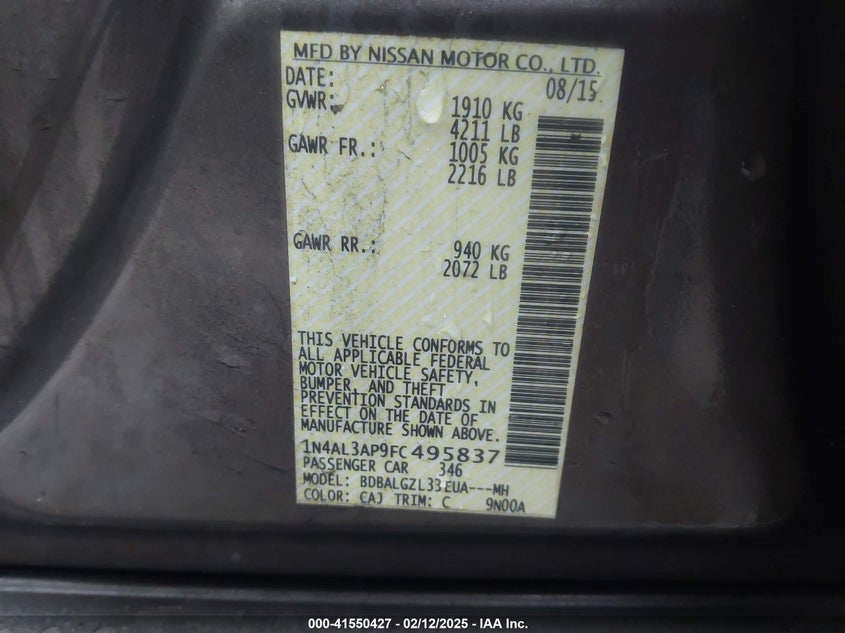 MFD BY NISSAN MOTOR CO., LTD.
DATE: 08/15
GVWR: 1910 KG
4211 LB
GAWR FR.: 1005 KG
2216 LB
GAWR RR.: 940 KG
2072 LB
THIS VEHICLE CONFORMS TO
ALL APPLICABLE FEDERAL
MOTOR VEHICLE SAFETY,
BUMPER, AND THEFT
PREVENTION STANDARDS IN
EFFECT ON THE DATE OF
MANUFACTURE SHOWN ABOVE.
1N4AL3AP9FC495837
PASSENGER CAR 346
MODEL: BDBALGZL33EUA---MH
COLOR: CAJ TRIM: C 9N00A
000-41550427 - 02/12/2025 - IAA Inc.